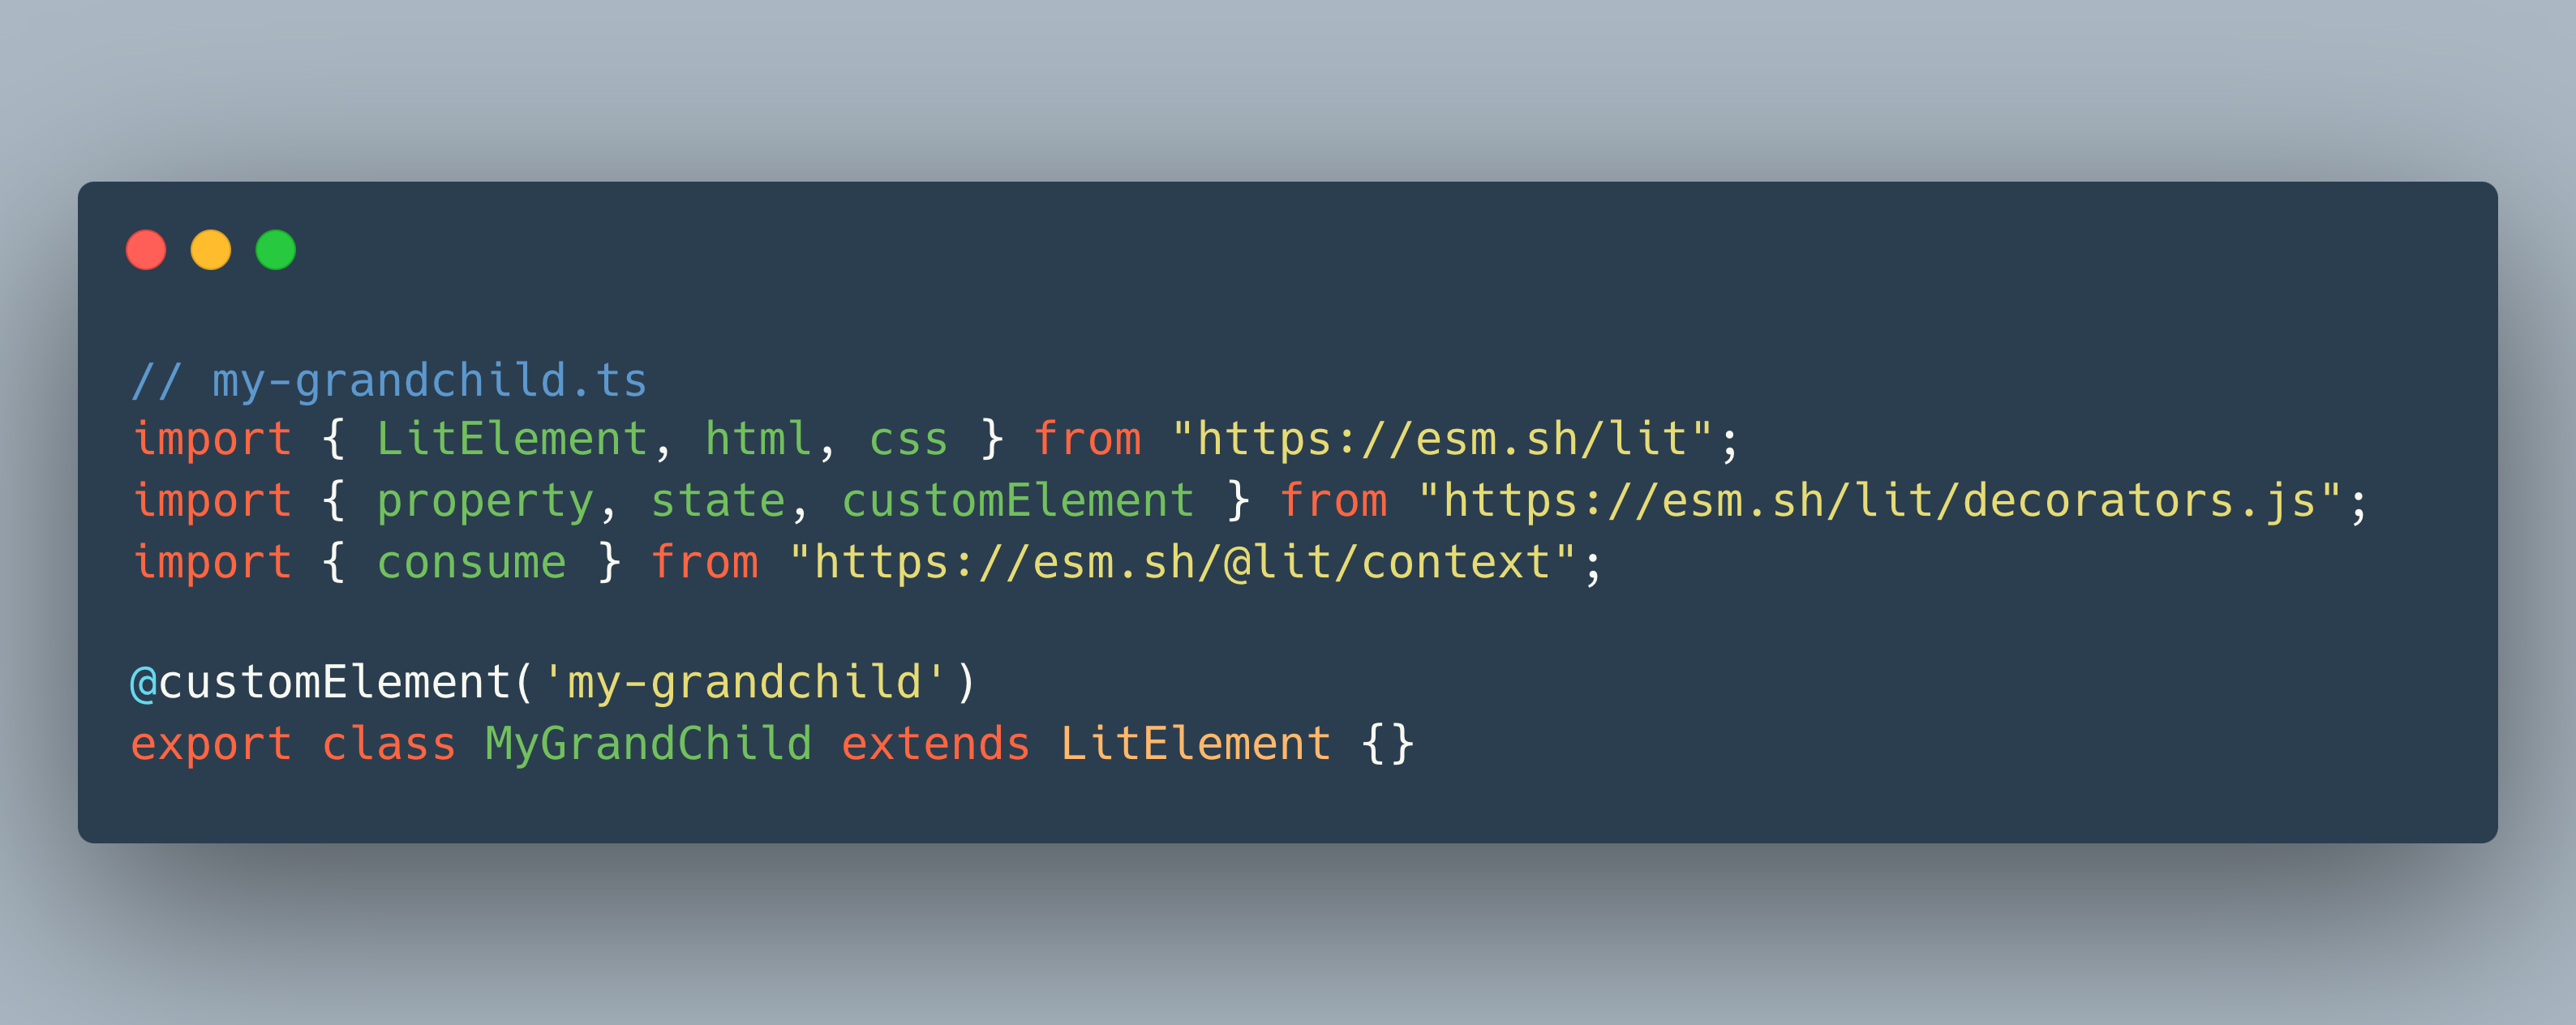 // my-grandchild.ts
import { LitElement, html, css } from "https://esm.sh/lit";
import { property, state, customElement } from "https://esm.sh/lit/decorators.js";
import { consume } from "https://esm.sh/@lit/context";
@customElement('my-grandchild')
export class MyGrandChild extends LitElement {}